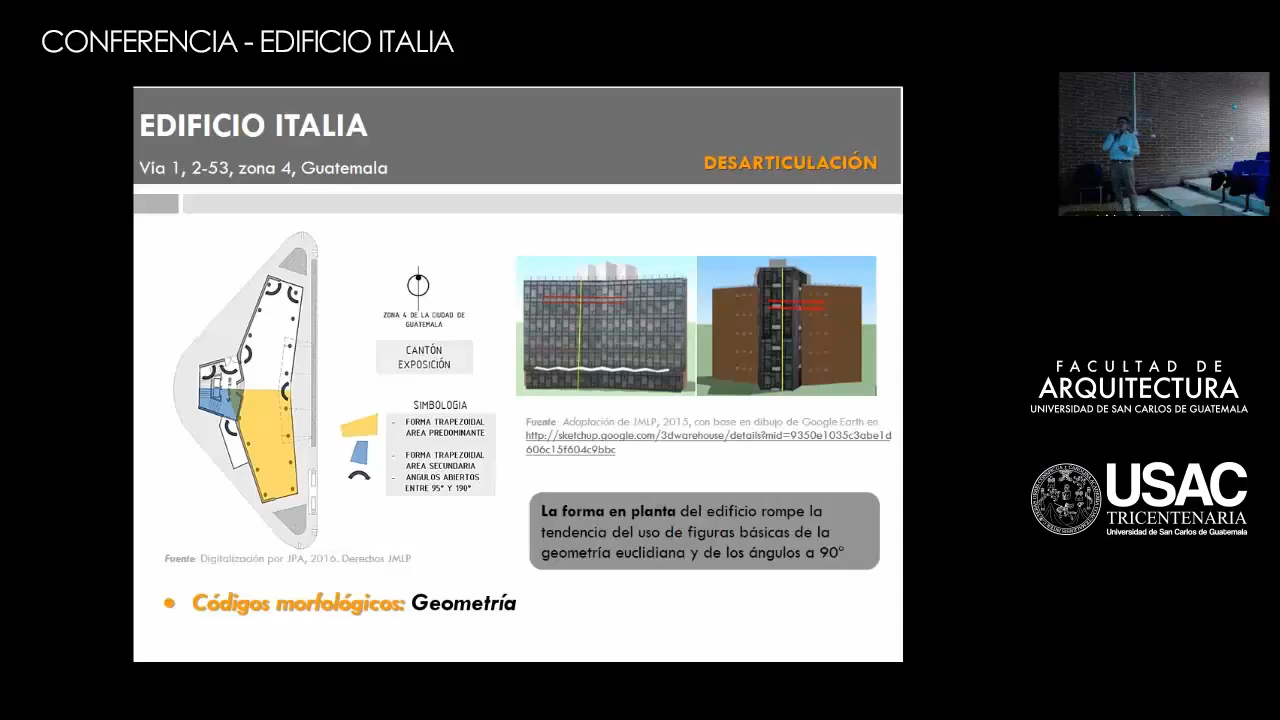 CONFERENCIA - EDIFICIO ITALIA
EDIFICIO ITALIA
Vía 1, 2-53, zona 4, Guatemala
DESARTICULACIÓN
ZONA 4 DE LA CIUDAD DE
GUATEMALA
CANTÓN
EXPOSICIÓN
SIMBOLOGIA
- FORMA TRAPEZOIDAL
AREA PREDOMINANTE
- FORMA TRAPEZOIDAL
AREA SECUNDARIA
- ANGULOS ABIERTOS
ENTRE 95° Y 190°
Fuente: Digitalización por JPA, 2016. Derechos JMLP
Fuente Adaptación de JMLP, 2015, con base en dibujo de Google Earth en
http://sketchup.google.com/3dwarehouse/details?mid=9350e1035c3abe1d
606c15f604c9bbc
La forma en planta del edificio rompe la
tendencia del uso de figuras básicas de la
geometría euclidiana y de los ángulos a 90°
• Códigos morfológicos: Geometría
FACULTAD DE
ARQUITECTURA
UNIVERSIDAD DE SAN CARLOS DE GUATEMALA
USAC
TRICENTENARIA
Universidad de San Carlos de Guatemala